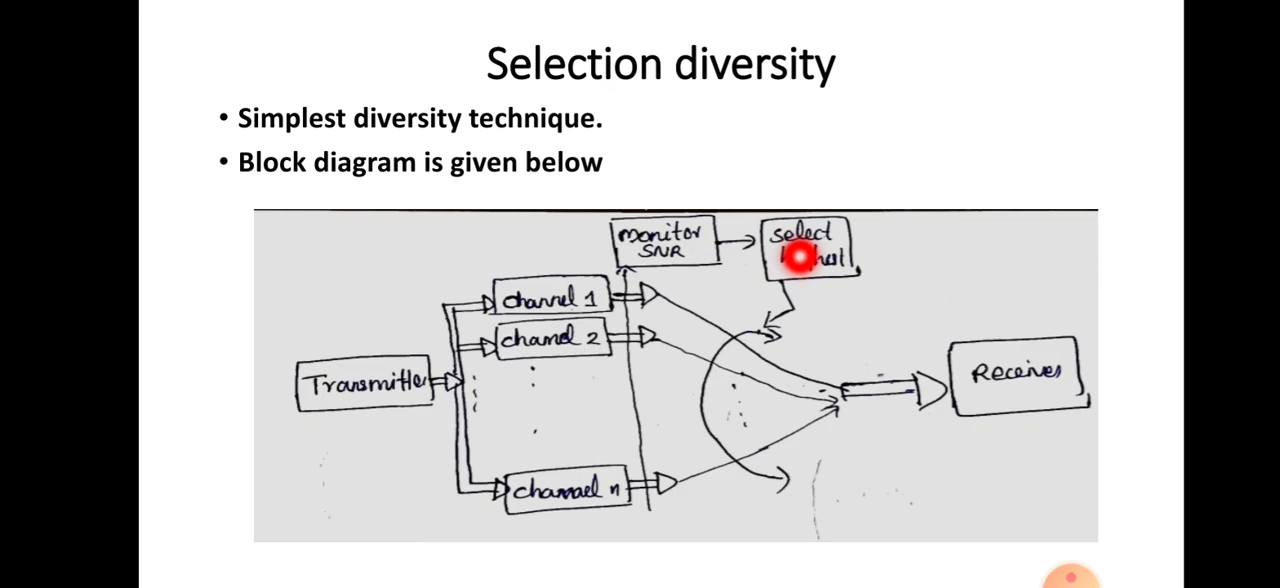 Selection diversity
• Simplest diversity technique.
• Block diagram is given below
monitor
SNR
select
channel 1
channel 2
Transmitter
Receiver
channael n